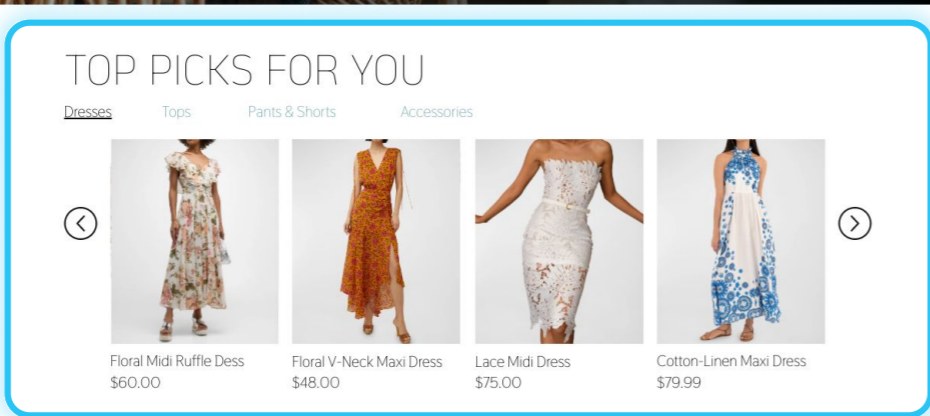 TOP PICKS FOR YOU
Dresses Tops Pants & Shorts Accessories
Floral Midi Ruffle Dess
$60.00
Floral V-Neck Maxi Dress
$48.00
Lace Midi Dress
$75.00
Cotton-Linen Maxi Dress
$79.99